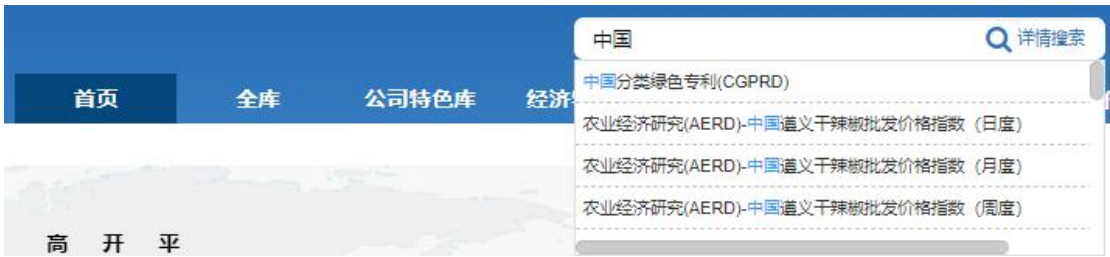 中国
详情搜索
首页
全库
公司特色库
经济
中国分类绿色专利(CGPRD)
农业经济研究(AERD)-中国遵义干辣椒批发价格指数（日度）
农业经济研究(AERD)-中国遵义干辣椒批发价格指数（月度）
农业经济研究(AERD)-中国遵义干辣椒批发价格指数（周度）
高 开 平